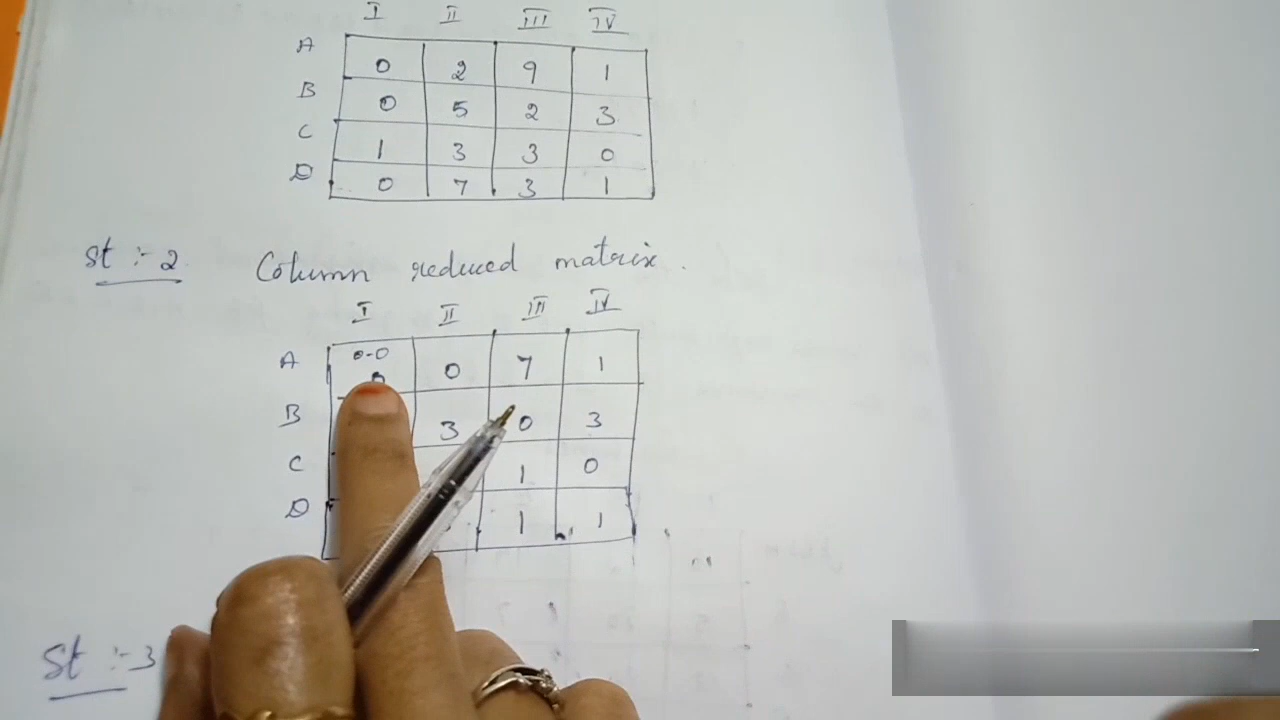 I II III IV
A 0 2 9 1
B 0 5 2 3
C 1 3 3 0
D 0 7 3 1
St :- 2 Column reduced matrix.
I II III IV
A 0-0 0 7 1
B 3 0 3
C 1 0
D 1 1
St :- 3